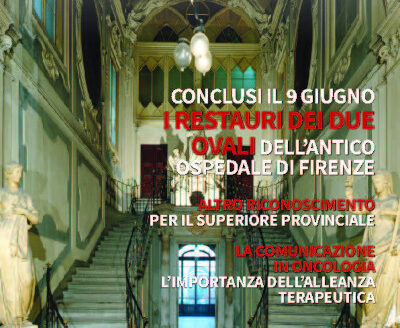 CONCLUSI IL 9 GIUGNO
I RESTAURI DEI DUE
OVALI DELL'ANTICO
OSPEDALE DI FIRENZE
ALTRO RICONOSCIMENTO
PER IL SUPERIORE PROVINCIALE
LA COMUNICAZIONE
IN ONCOLOGIA
L'IMPORTANZA DELL'ALLEANZA
TERAPEUTICA